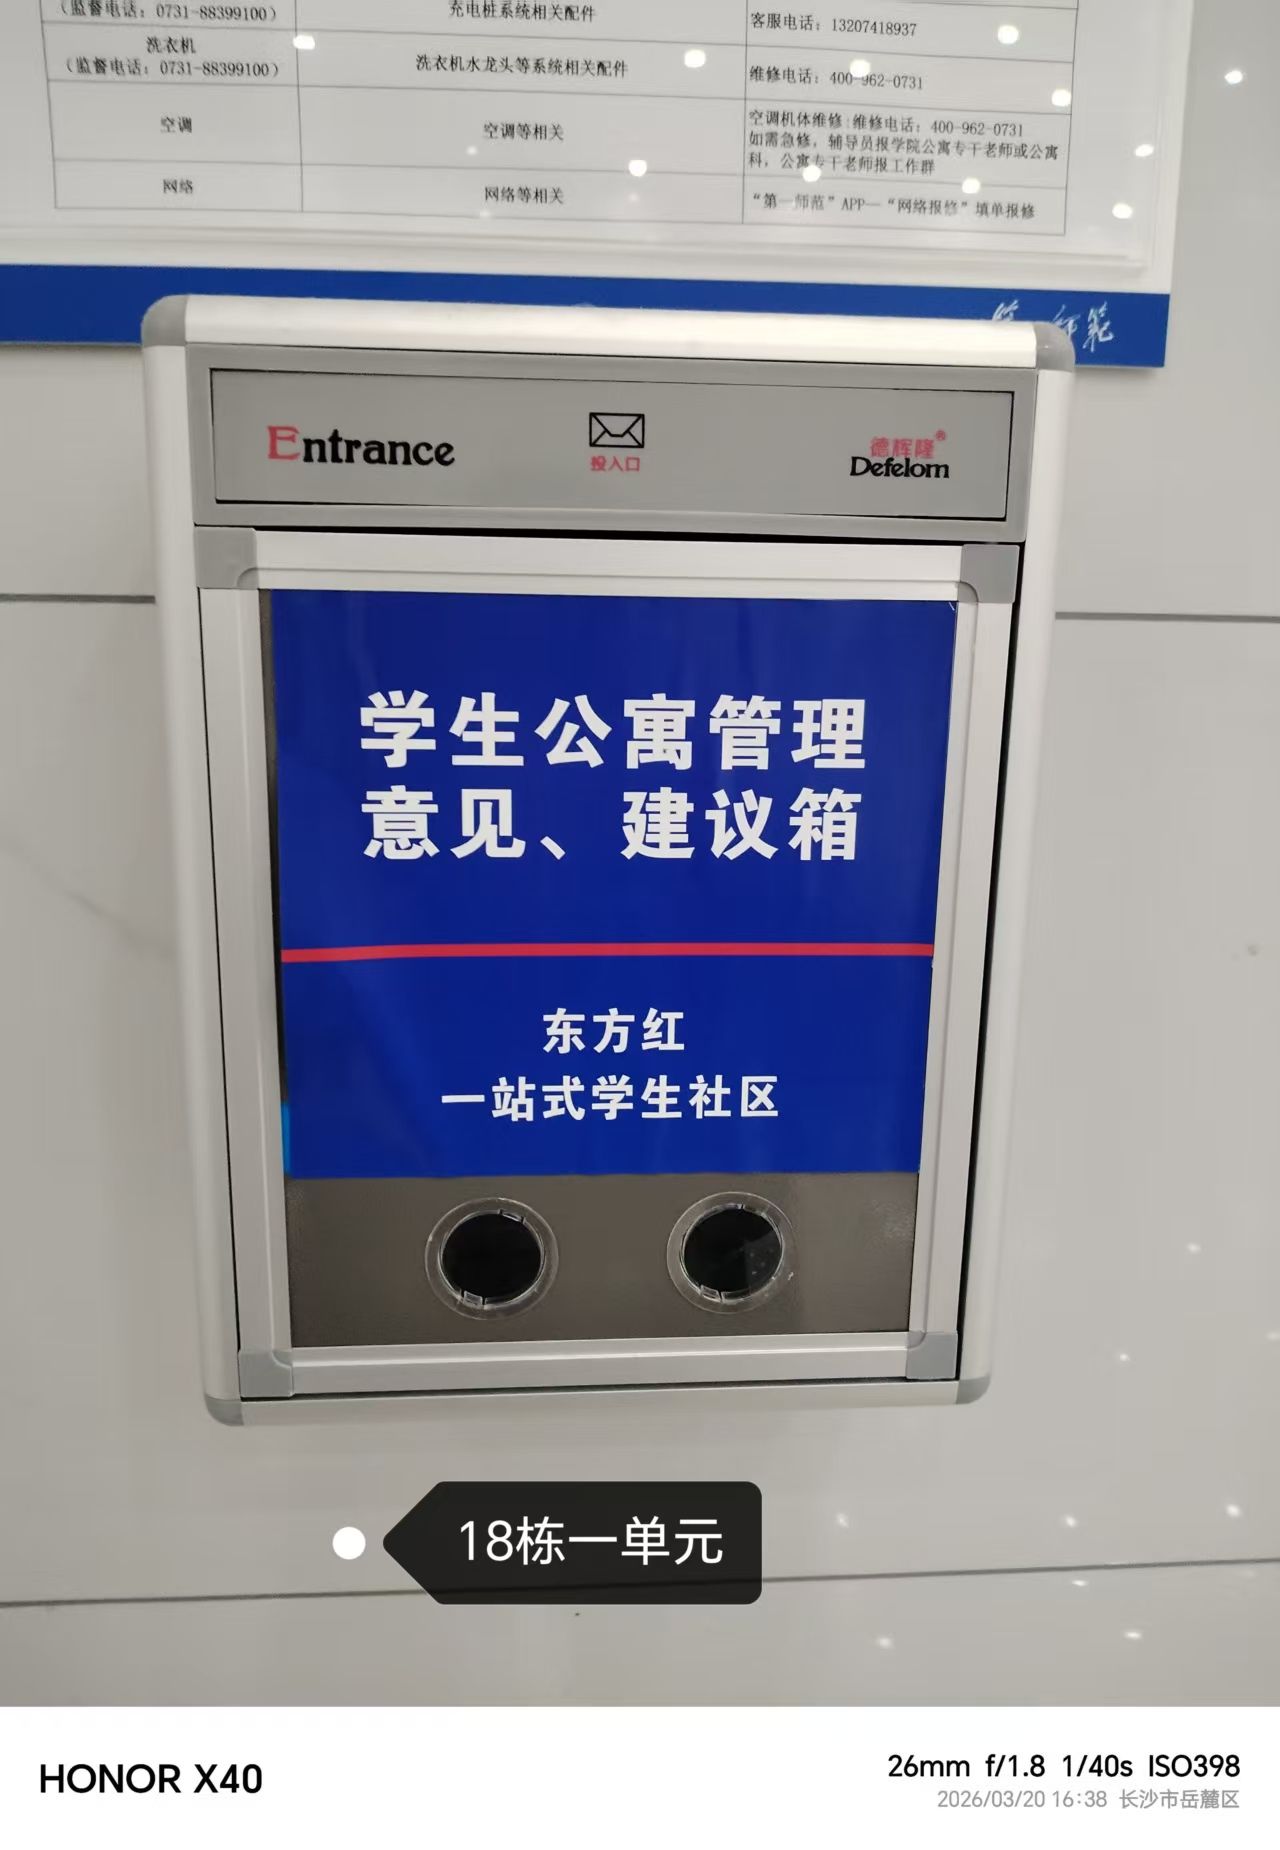 （监督电话：0731-88399100）
充电桩系统相关配件
客服电话：13207418937
洗衣机
（监督电话：0731-88399100）
洗衣机水龙头等系统相关配件
维修电话：400-962-0731
空调
空调等相关
空调机体维修:维修电话：400-962-0731
如需急修，辅导员报学院公寓专干老师或公寓
科，公寓专干老师报工作群
网络
网络等相关
“第一师范”APP—“网络报修”填单报修
Entrance
投入口
德辉隆®
Defelom
学生公寓管理
意见、建议箱
东方红
一站式学生社区
18栋一单元
HONOR X40
26mm f/1.8 1/40s ISO398
2026/03/20 16:38 长沙市岳麓区